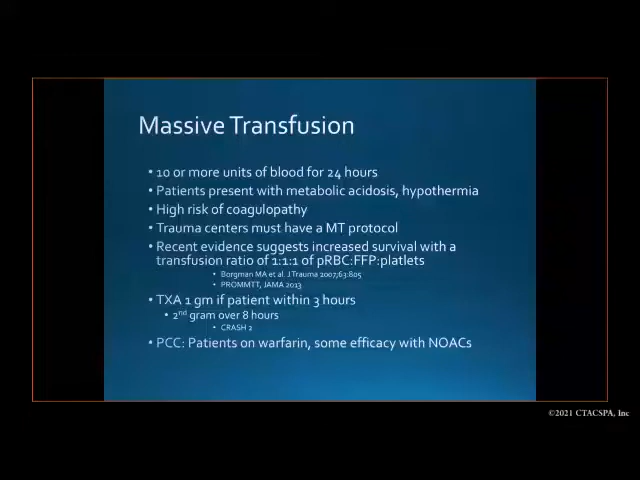 Massive Transfusion
• 10 or more units of blood for 24 hours
• Patients present with metabolic acidosis, hypothermia
• High risk of coagulopathy
• Trauma centers must have a MT protocol
• Recent evidence suggests increased survival with a
transfusion ratio of 1:1:1 of pRBC:FFP:platlets
• Borgman MA et al. J Trauma 2007;63:805
• PROMMTT, JAMA 2013
• TXA 1 gm if patient within 3 hours
• 2nd gram over 8 hours
• CRASH 2
• PCC: Patients on warfarin, some efficacy with NOACs
©2021 CTACSPA, Inc